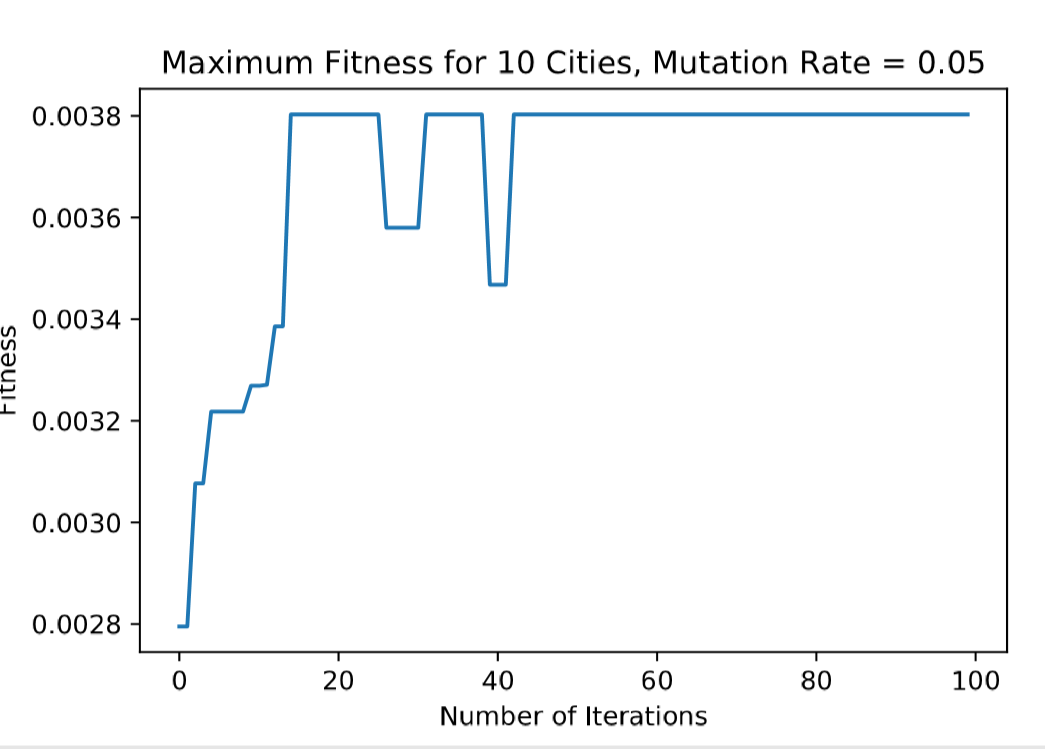 Maximum Fitness for 10 Cities, Mutation Rate = 0.05
0.0038
0.0036
0.0034
0.0032
0.0030
0.0028
Fitness
0 20 40 60 80 100
Number of Iterations